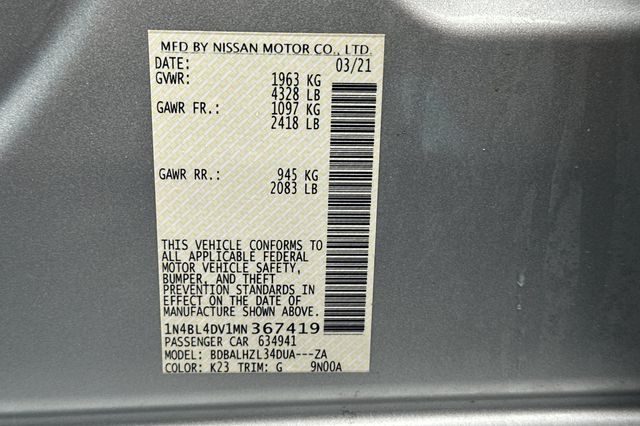 MFD BY NISSAN MOTOR CO., LTD.
DATE: 03/21
GVWR: 1963 KG
4328 LB
GAWR FR.: 1097 KG
2418 LB
GAWR RR.: 945 KG
2083 LB
THIS VEHICLE CONFORMS TO
ALL APPLICABLE FEDERAL
MOTOR VEHICLE SAFETY,
BUMPER, AND THEFT
PREVENTION STANDARDS IN
EFFECT ON THE DATE OF
MANUFACTURE SHOWN ABOVE.
1N4BL4DV1MN367419
PASSENGER CAR 634941
MODEL: BDBALHZL34DUA---ZA
COLOR: K23 TRIM: G 9N00A